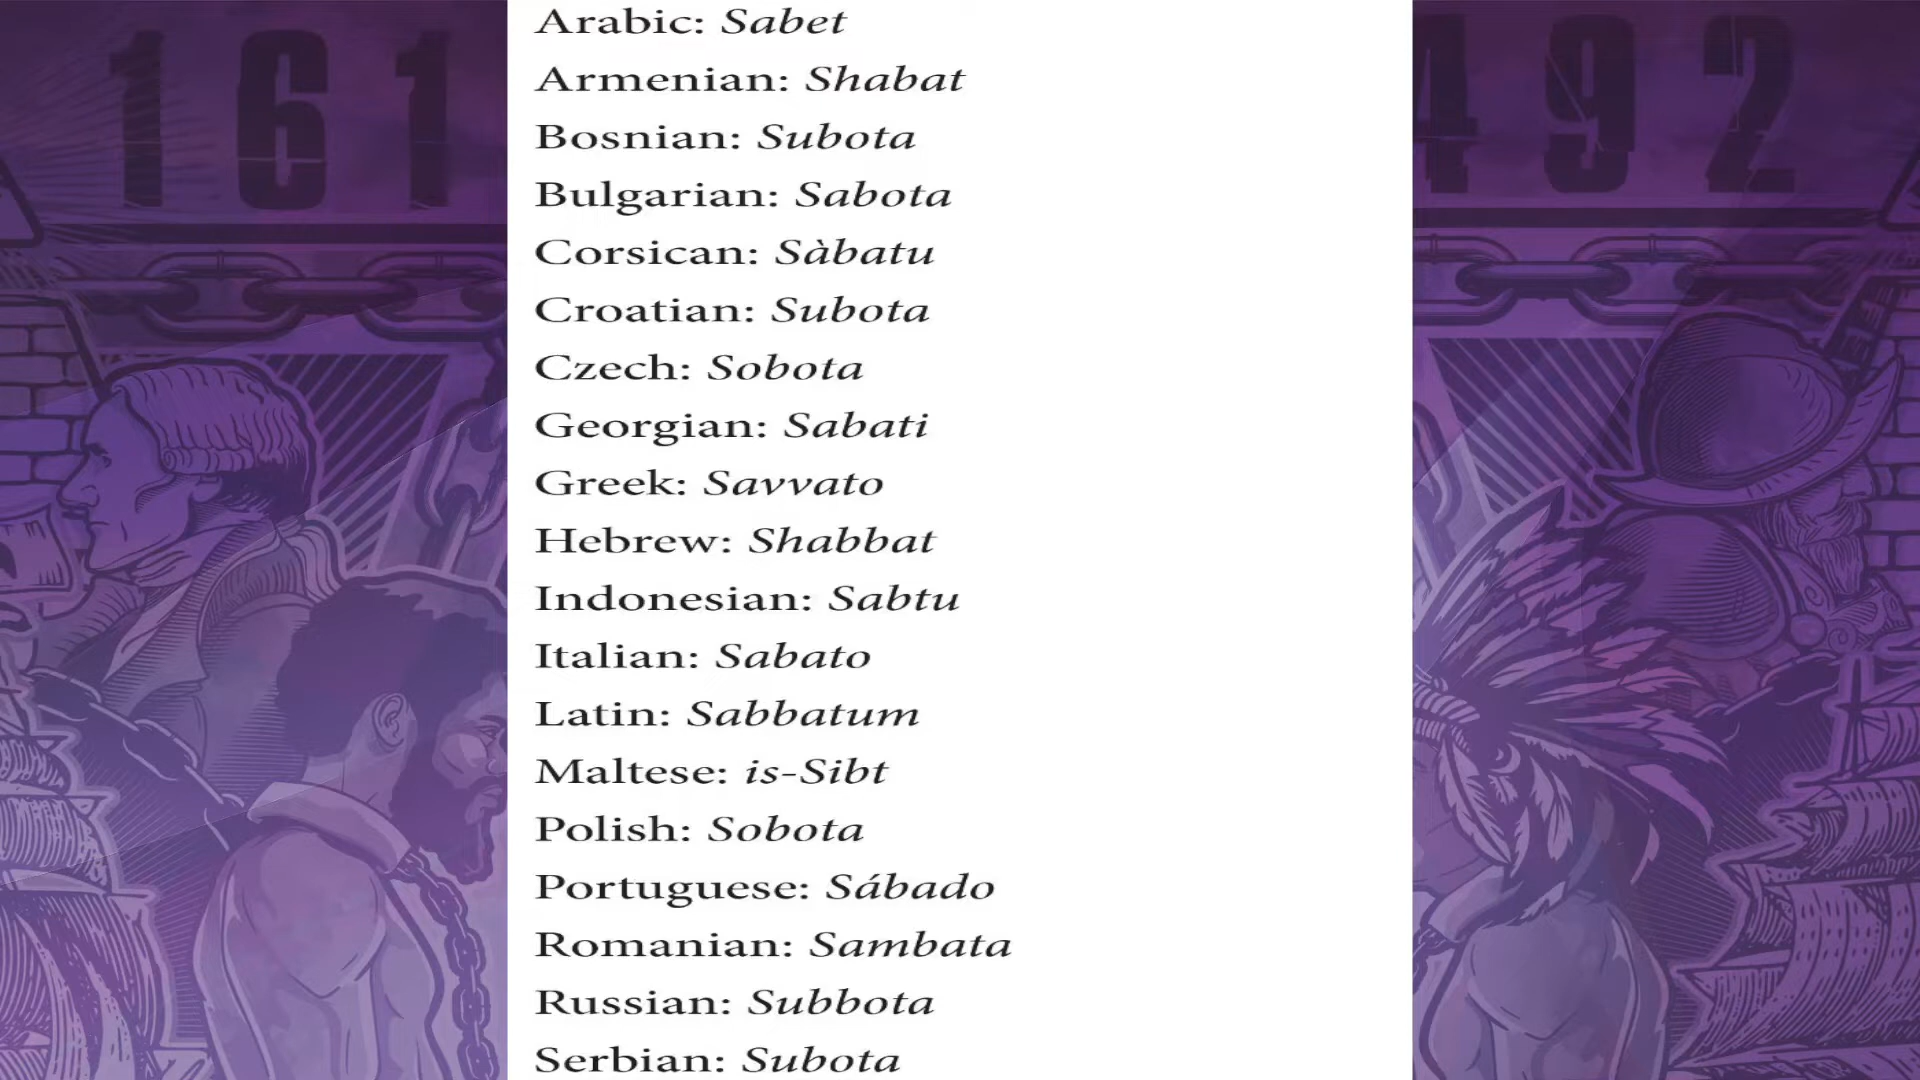 161
492
Arabic: Sabet
Armenian: Shabat
Bosnian: Subota
Bulgarian: Sabota
Corsican: Sàbatu
Croatian: Subota
Czech: Sobota
Georgian: Sabati
Greek: Savvato
Hebrew: Shabbat
Indonesian: Sabtu
Italian: Sabato
Latin: Sabbatum
Maltese: is-Sibt
Polish: Sobota
Portuguese: Sábado
Romanian: Sambata
Russian: Subbota
Serbian: Subota